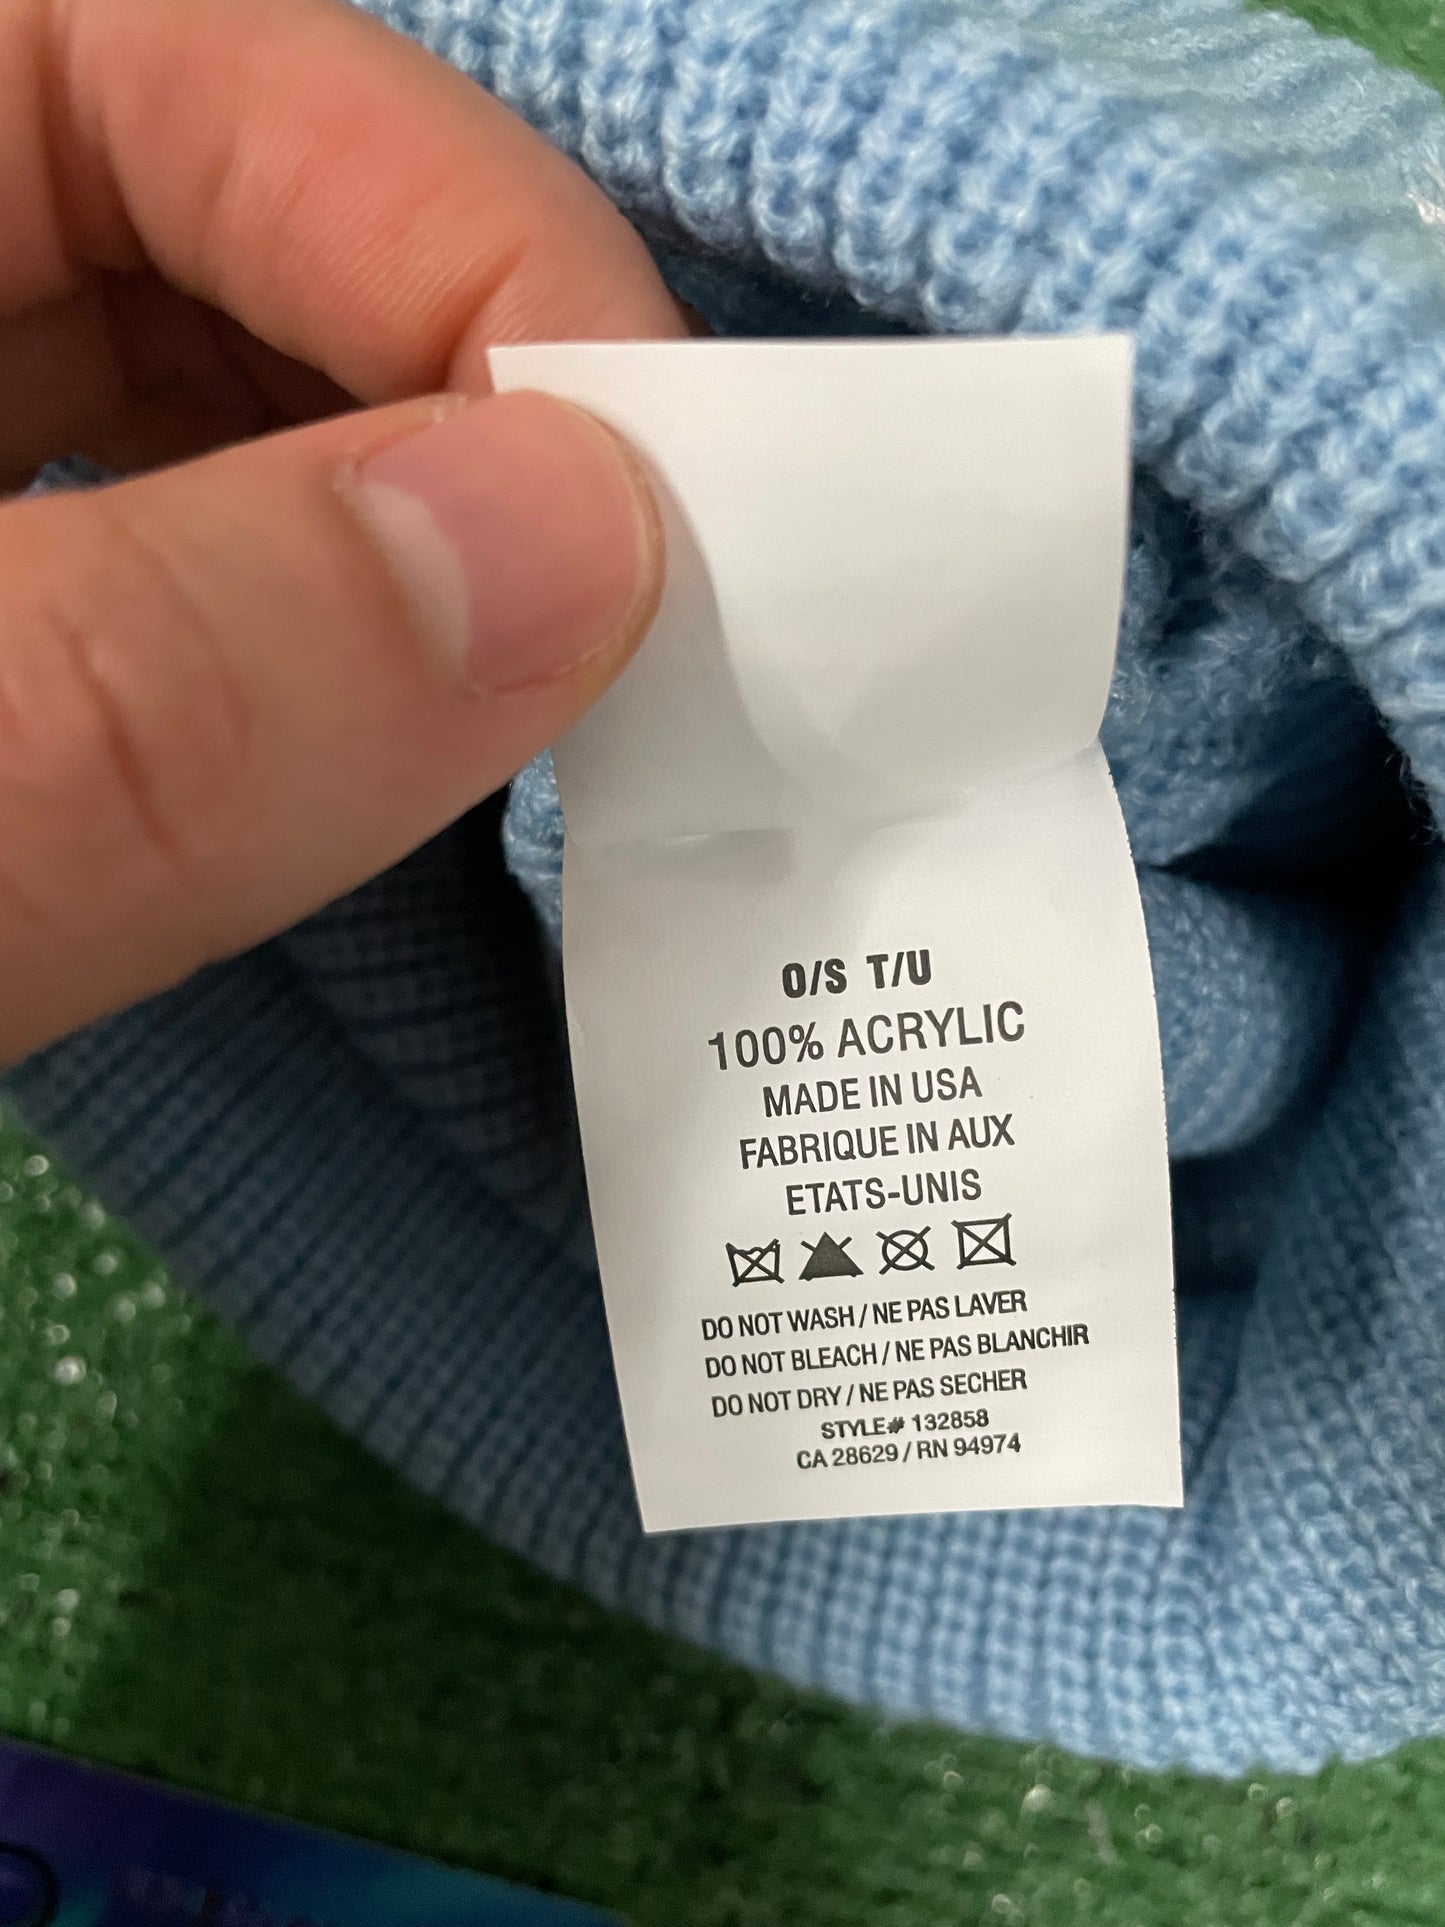 O/S T/U
100% ACRYLIC
MADE IN USA
FABRIQUE IN AUX
ETATS-UNIS
DO NOT WASH / NE PAS LAVER
DO NOT BLEACH / NE PAS BLANCHIR
DO NOT DRY / NE PAS SECHER
STYLE# 132858
CA 28629 / RN 94974